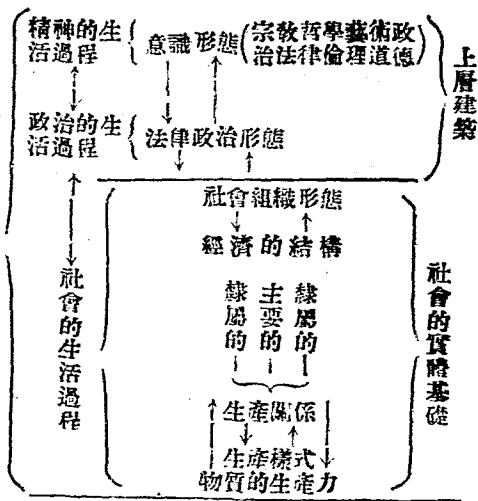 精神的生
活過程
意識形態
宗教哲學藝術政
治法律倫理道德
政治的生
活過程
法律政治形態
上層建築
社會組織形態
經濟的結構
隸屬的
主要的
隸屬的
生產關係
生產樣式
物質的生產力
社會的生活過程
社會的實體基礎